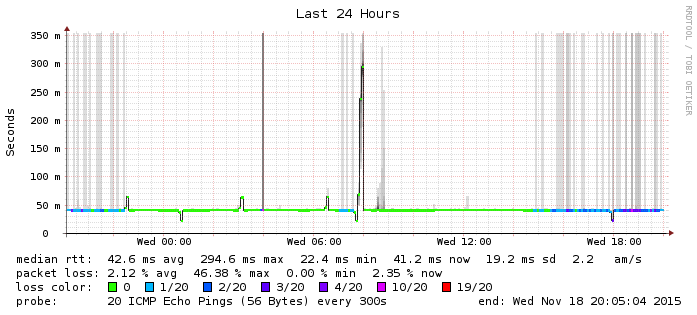 Last 24 Hours
RRDTOOL / TOBI OETIKER
Seconds
350 m
300 m
250 m
200 m
150 m
100 m
50 m
0
Wed 00:00 Wed 06:00 Wed 12:00 Wed 18:00
median rtt: 42.6 ms avg 294.6 ms max 22.4 ms min 41.2 ms now 19.2 ms sd 2.2 am/s
packet loss: 2.12 % avg 46.38 % max 0.00 % min 2.35 % now
loss color: 0 1/20 2/20 3/20 4/20 10/20 19/20
probe: 20 ICMP Echo Pings (56 Bytes) every 300s end: Wed Nov 18 20:05:04 2015